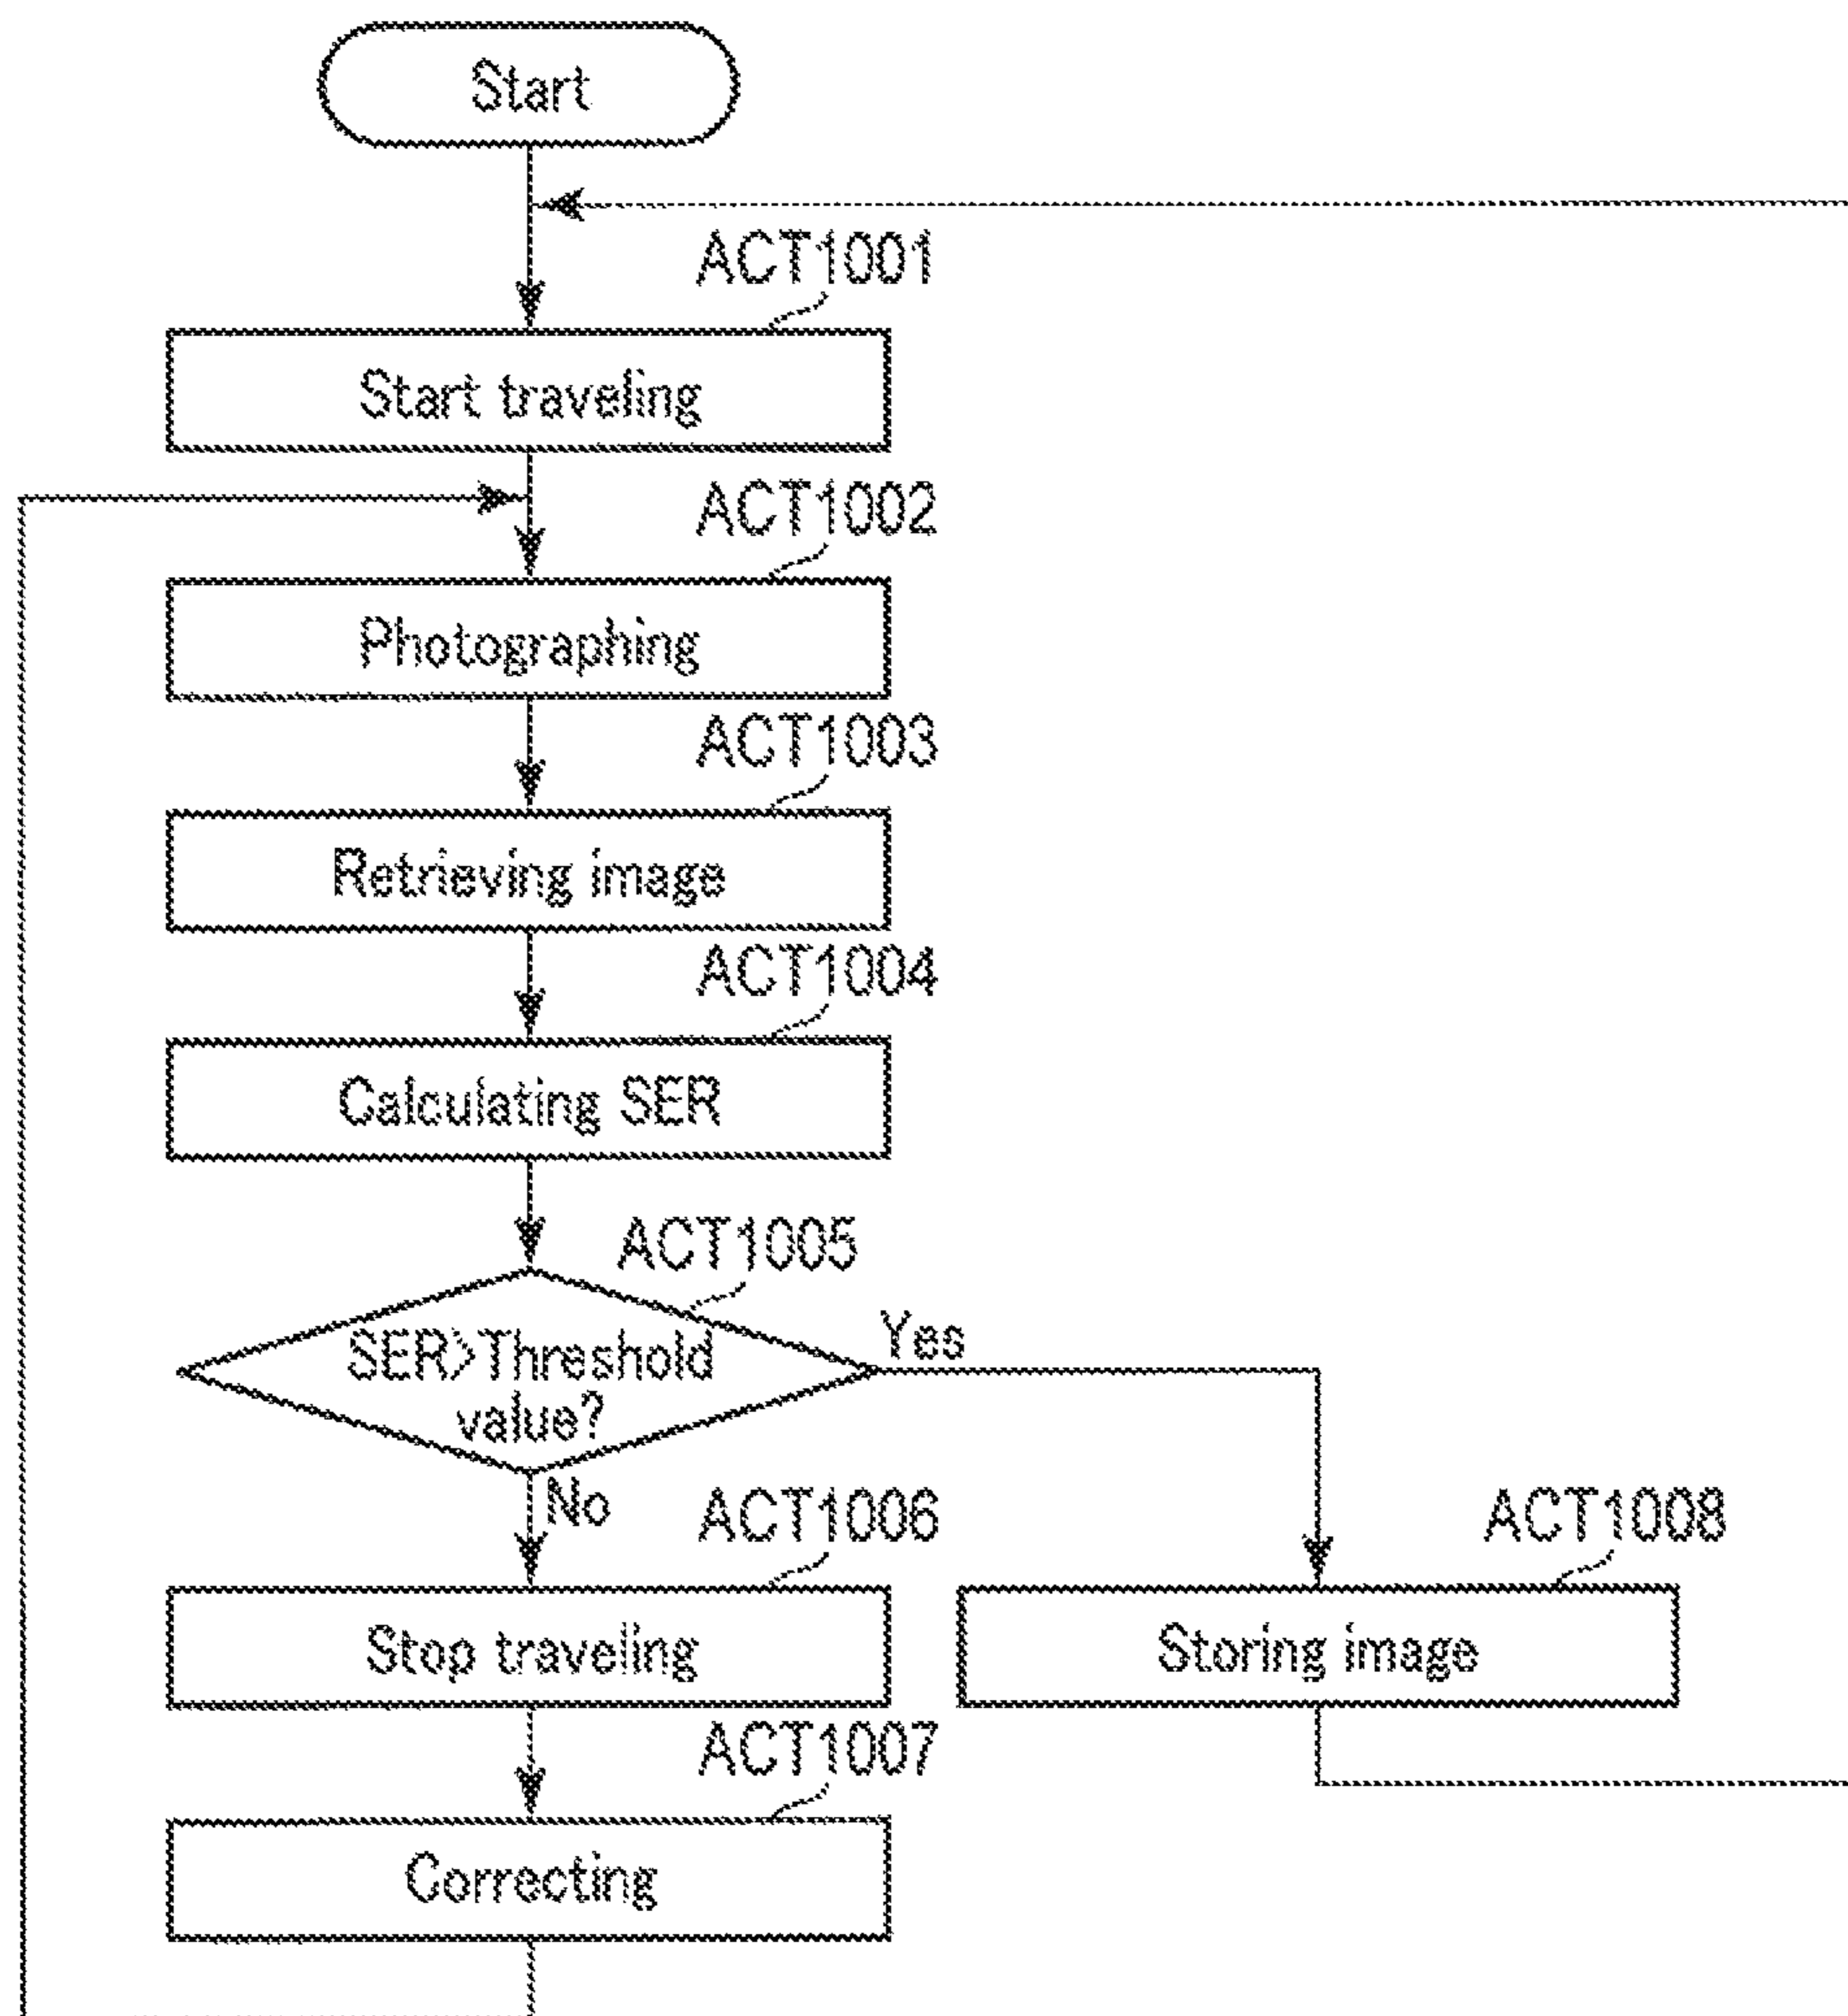 Start
ACT1001
Start traveling
ACT1002
Photographing
ACT1003
Retrieving image
ACT1004
Calculating SER
ACT1005
SER>Threshold
value?
Yes
No
ACT1006
Stop traveling
ACT1008
Storing image
ACT1007
Correcting